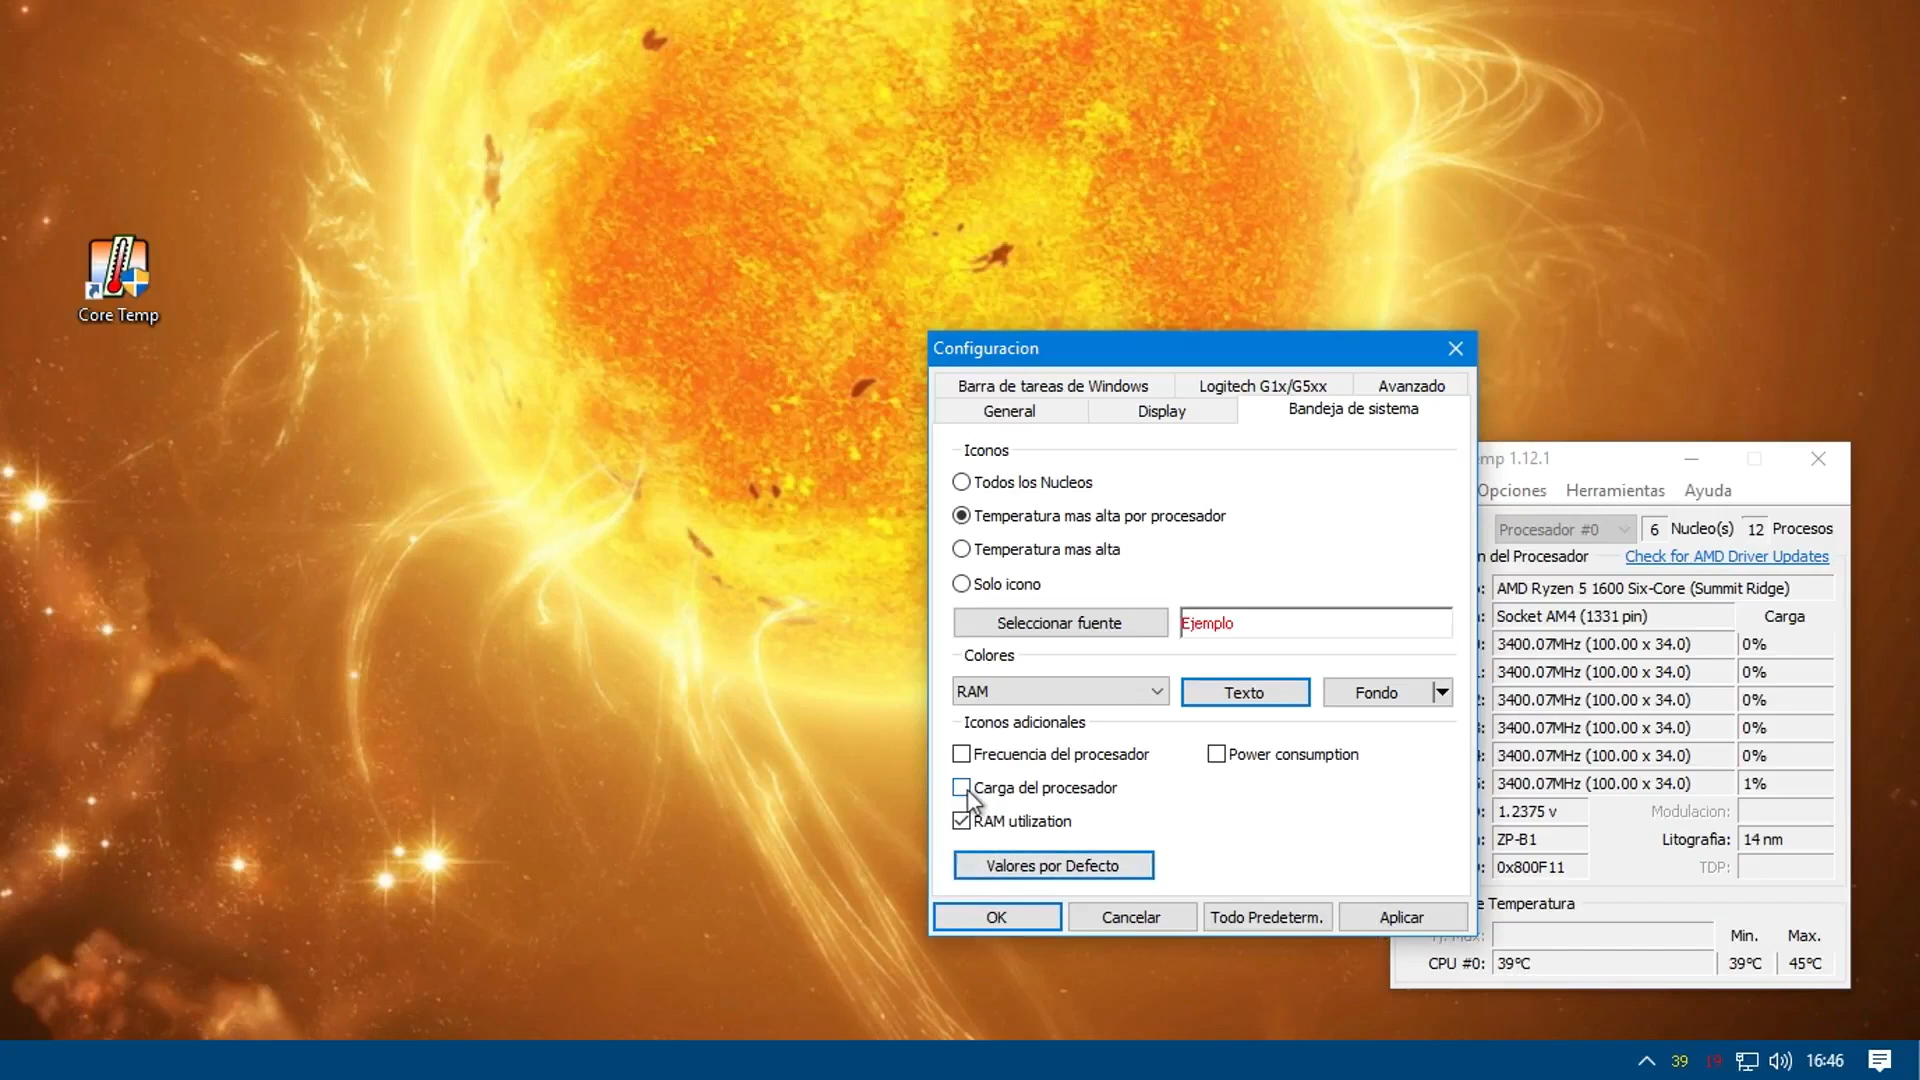 Core Temp
Configuracion
Barra de tareas de Windows Logitech G1x/G5xx Avanzado
General Display Bandeja de sistema
Iconos
Todos los Nucleos
Temperatura mas alta por procesador
Temperatura mas alta
Solo icono
Seleccionar fuente Ejemplo
Colores
RAM Texto Fondo
Iconos adicionales
Frecuencia del procesador Power consumption
Carga del procesador
RAM utilization
Valores por Defecto
OK Cancelar Todo Predeterm. Aplicar
mp 1.12.1
Opciones Herramientas Ayuda
Procesador #0 6 Nucleo(s) 12 Procesos
n del Procesador Check for AMD Driver Updates
AMD Ryzen 5 1600 Six-Core (Summit Ridge)
Socket AM4 (1331 pin) Carga
3400.07MHz (100.00 x 34.0) 0%
3400.07MHz (100.00 x 34.0) 0%
3400.07MHz (100.00 x 34.0) 0%
3400.07MHz (100.00 x 34.0) 0%
3400.07MHz (100.00 x 34.0) 0%
3400.07MHz (100.00 x 34.0) 1%
1.2375 v Modulacion:
ZP-B1 Litografia: 14 nm
0x800F11 TDP:
e Temperatura
Min. Max.
CPU #0: 39°C 39°C 45°C
39 19 16:46